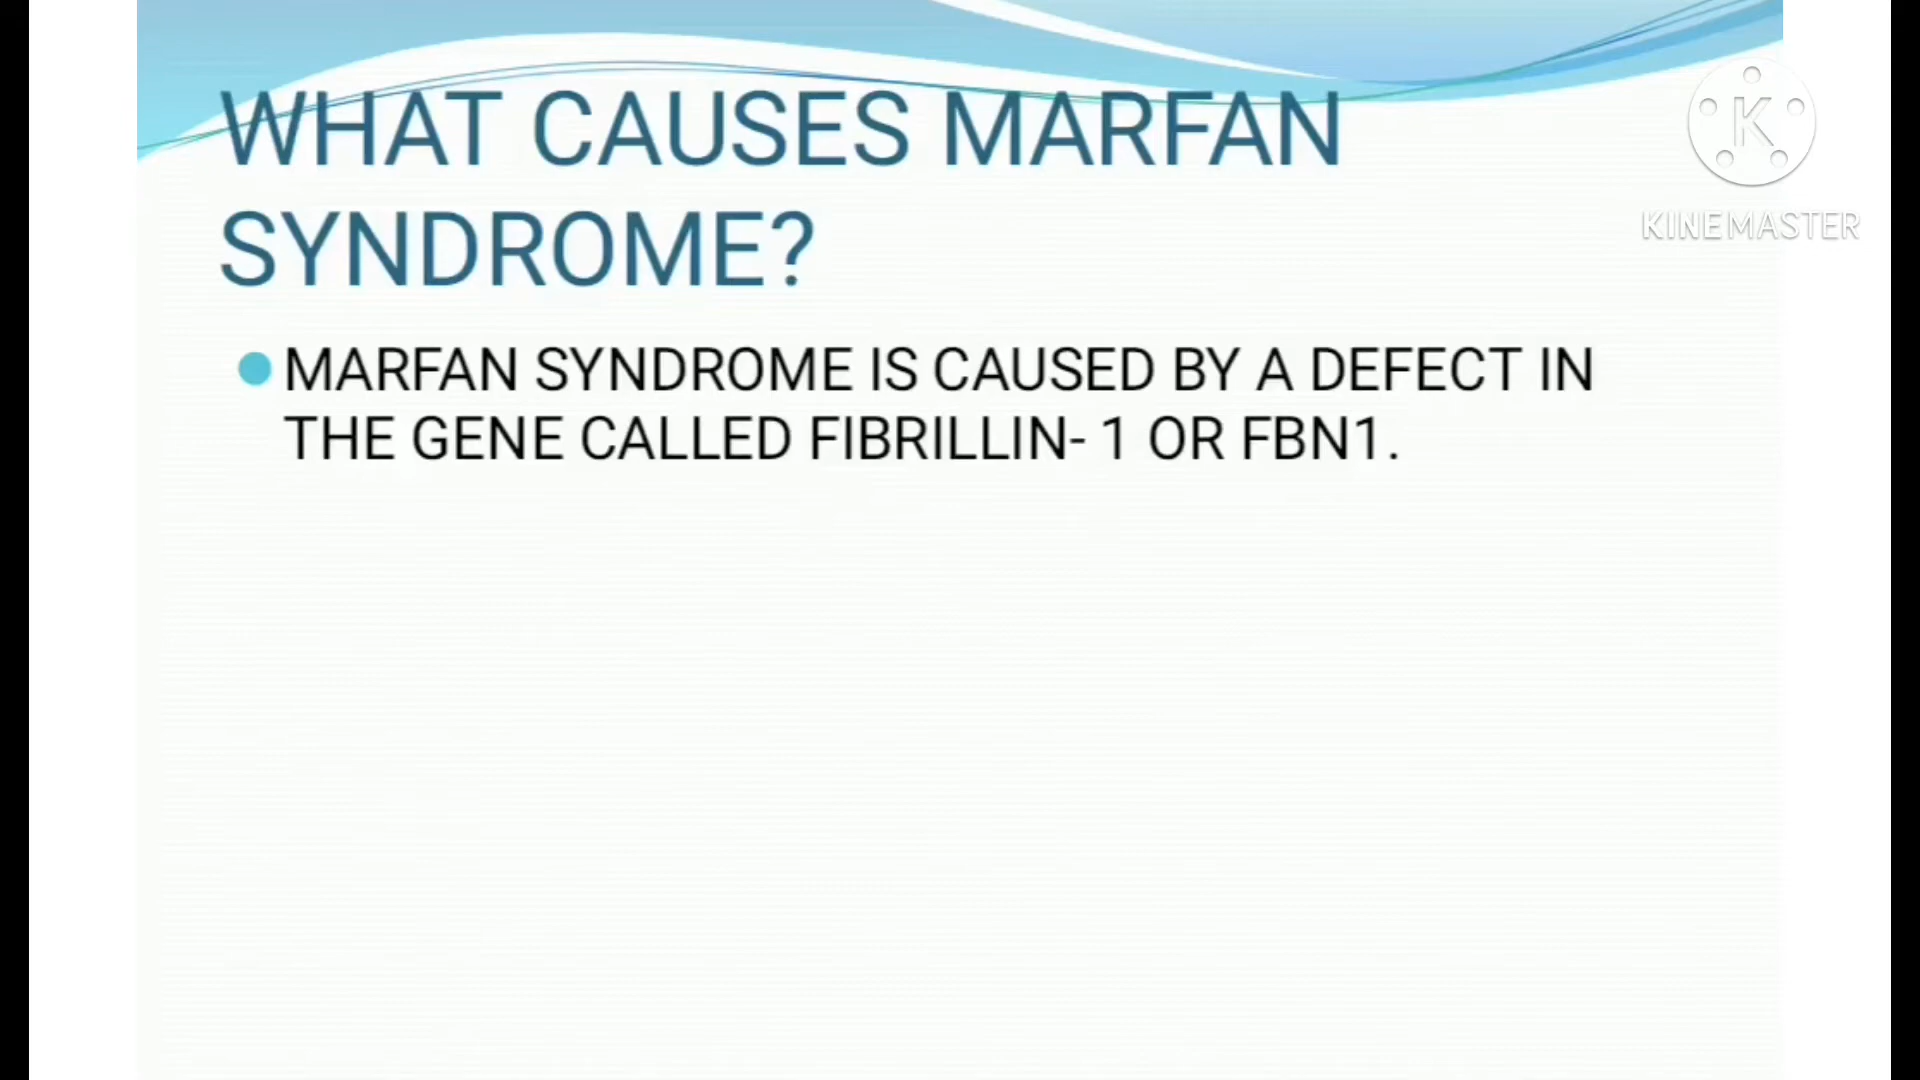 WHAT CAUSES MARFAN
SYNDROME?
K
KINEMASTER
MARFAN SYNDROME IS CAUSED BY A DEFECT IN
THE GENE CALLED FIBRILLIN- 1 OR FBN1.